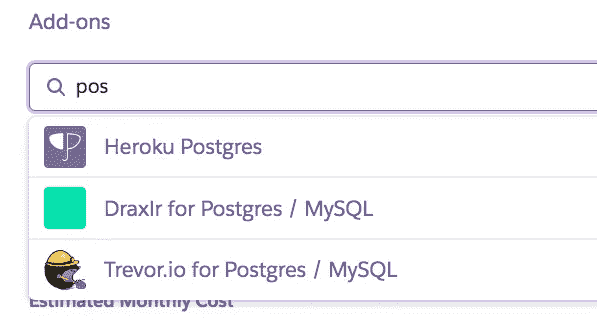 Add-ons
pos
Heroku Postgres
Draxlr for Postgres / MySQL
Trevor.io for Postgres / MySQL
Estimated Monthly Cost